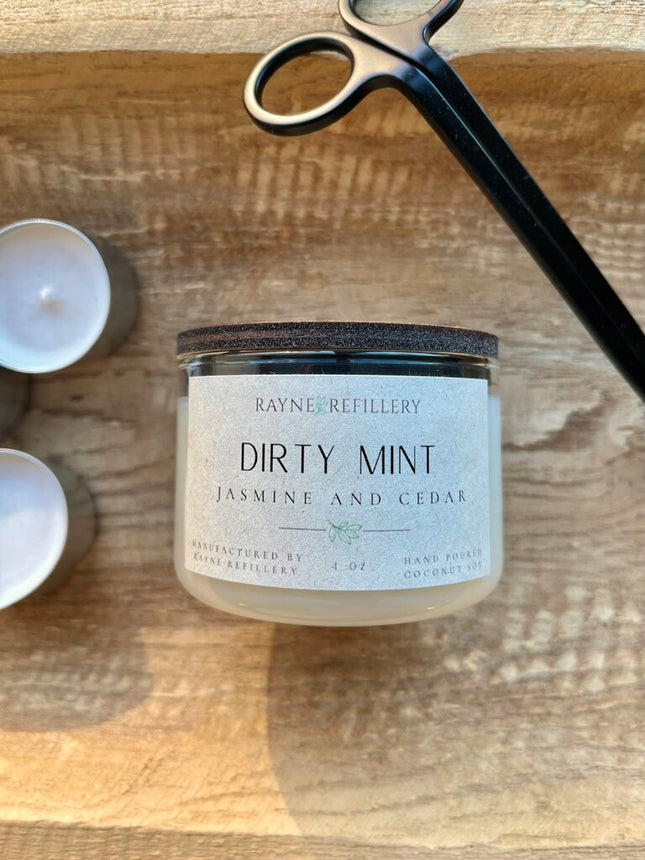 RAYNE REFILLERY
DIRTY MINT
JASMINE AND CEDAR
MANUFACTURED BY
RAYNE REFILLERY
4 OZ
HAND POURED
COCONUT SOY